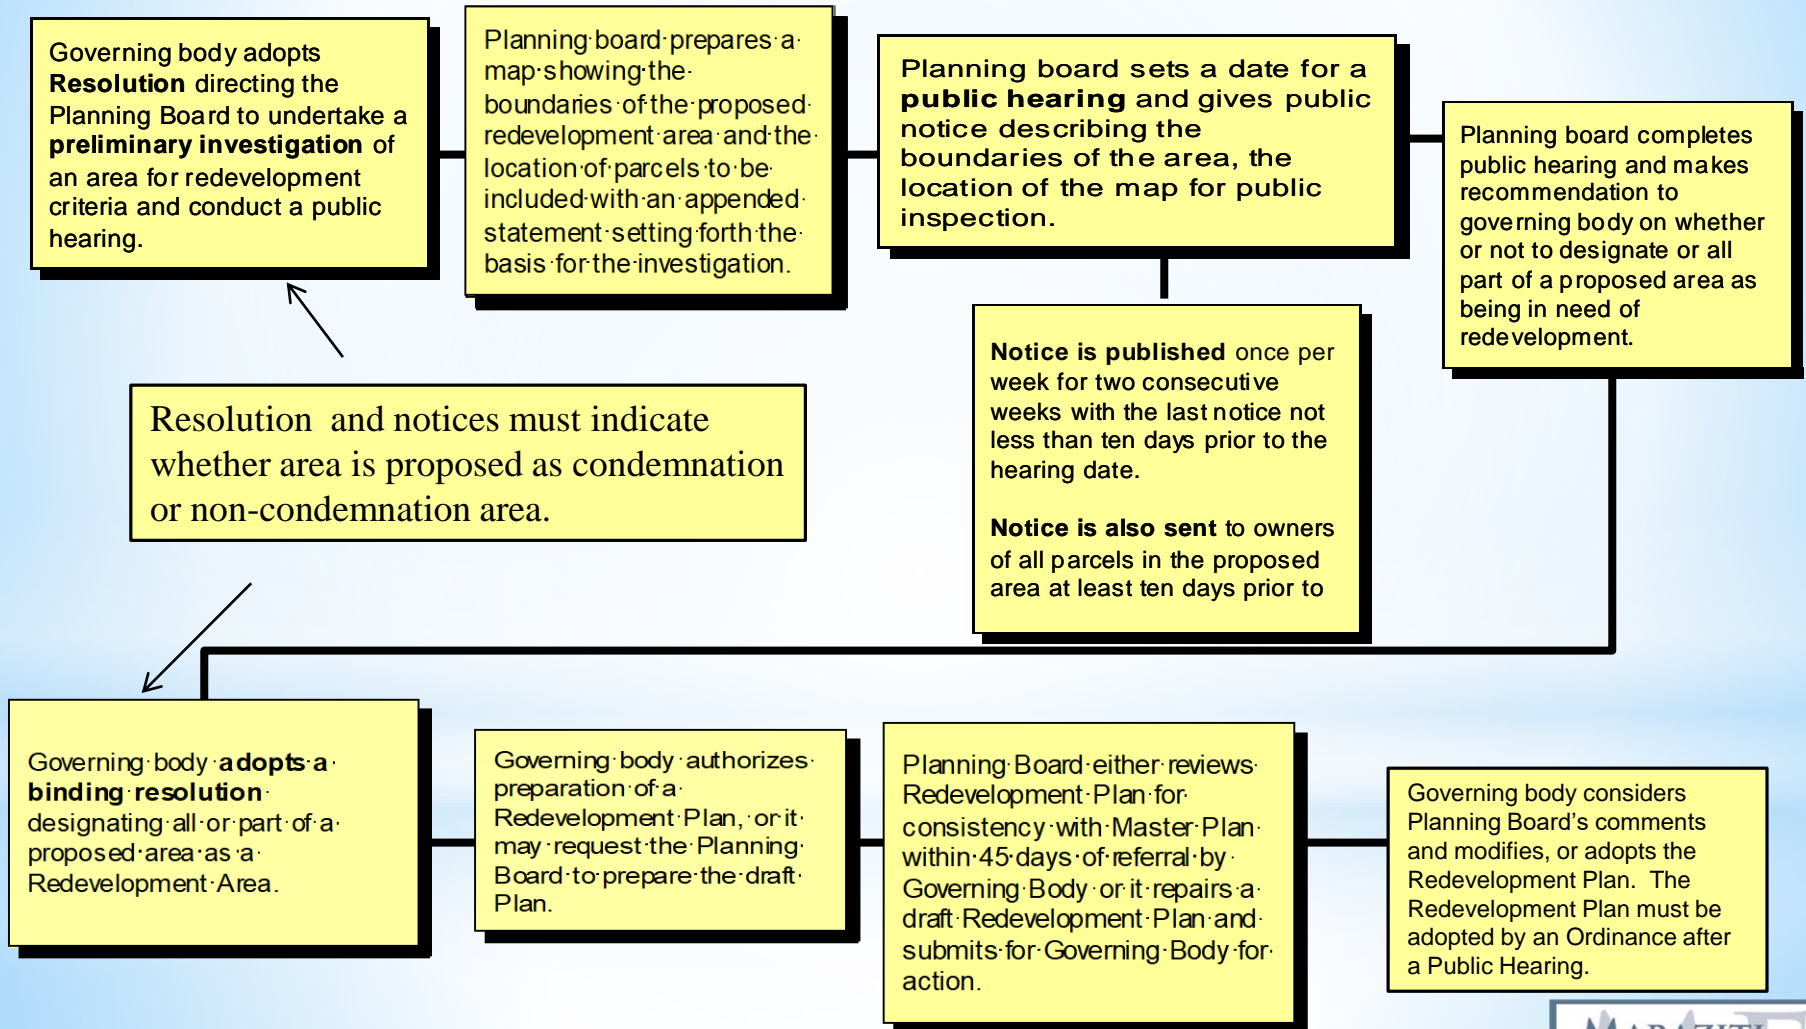 Governing body adopts
Resolution directing the
Planning Board to undertake a
preliminary investigation of
an area for redevelopment
criteria and conduct a public
hearing.
Planning board prepares a
map showing the
boundaries of the proposed
redevelopment area and the
location of parcels to be
included with an appended
statement setting forth the
basis for the investigation.
Planning board sets a date for a
public hearing and gives public
notice describing the
boundaries of the area, the
location of the map for public
inspection.
Planning board completes
public hearing and makes
recommendation to
governing body on whether
or not to designate or all
part of a proposed area as
being in need of
redevelopment.
Notice is published once per
week for two consecutive
weeks with the last notice not
less than ten days prior to the
hearing date.
Notice is also sent to owners
of all parcels in the proposed
area at least ten days prior to
Resolution and notices must indicate
whether area is proposed as condemnation
or non-condemnation area.
Governing body adopts a
binding resolution
designating all or part of a
proposed area as a
Redevelopment Area.
Governing body authorizes
preparation of a
Redevelopment Plan, or it
may request the Planning
Board to prepare the draft
Plan.
Planning Board either reviews
Redevelopment Plan for
consistency with Master Plan
within 45 days of referral by
Governing Body or it repairs a
draft Redevelopment Plan and
submits for Governing Body for
action.
Governing body considers
Planning Board's comments
and modifies, or adopts the
Redevelopment Plan. The
Redevelopment Plan must be
adopted by an Ordinance after
a Public Hearing.